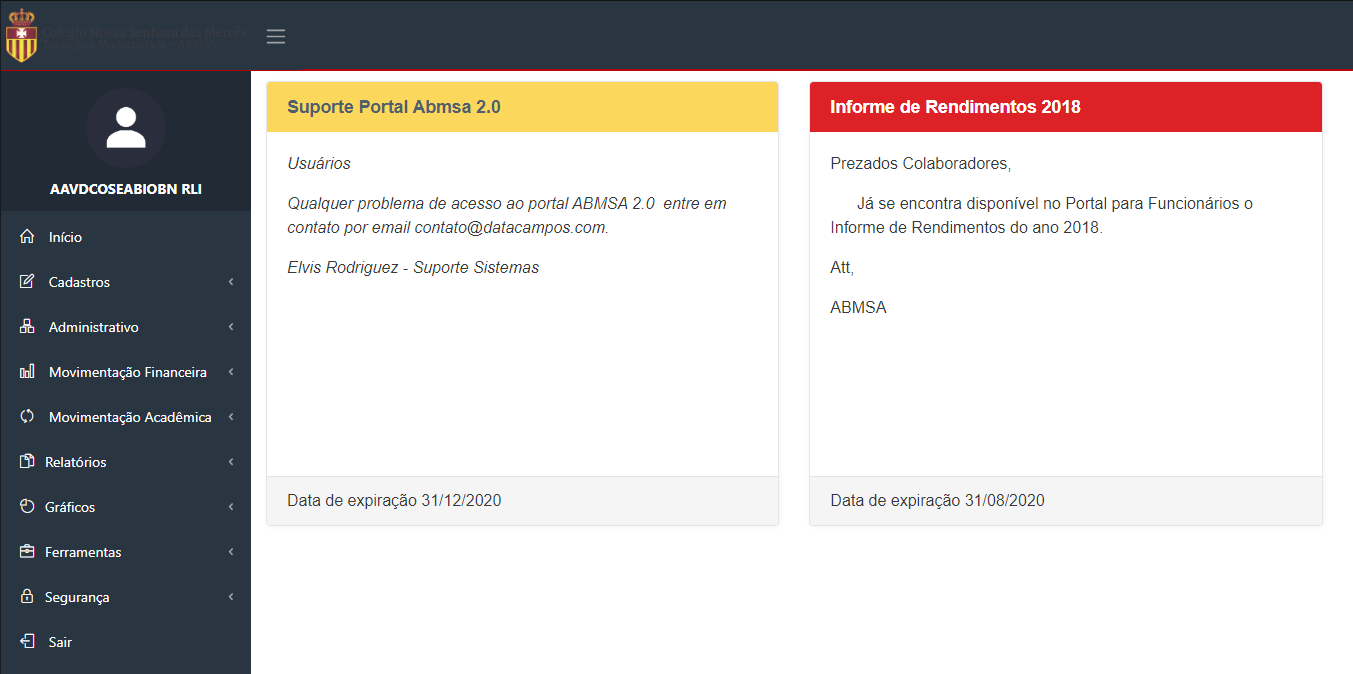 Colegio Nossa Senhora das Mercês
Tradição e Modernidade - ABMSA
AAVDCOSEABIOBN RLI
Início
Cadastros
Administrativo
Movimentação Financeira
Movimentação Acadêmica
Relatórios
Gráficos
Ferramentas
Segurança
Sair
Suporte Portal Abmsa 2.0
Usuários
Qualquer problema de acesso ao portal ABMSA 2.0 entre em
contato por email contato@datacampos.com.
Elvis Rodriguez - Suporte Sistemas
Data de expiração 31/12/2020
Informe de Rendimentos 2018
Prezados Colaboradores,
Já se encontra disponível no Portal para Funcionários o
Informe de Rendimentos do ano 2018.
Att,
ABMSA
Data de expiração 31/08/2020